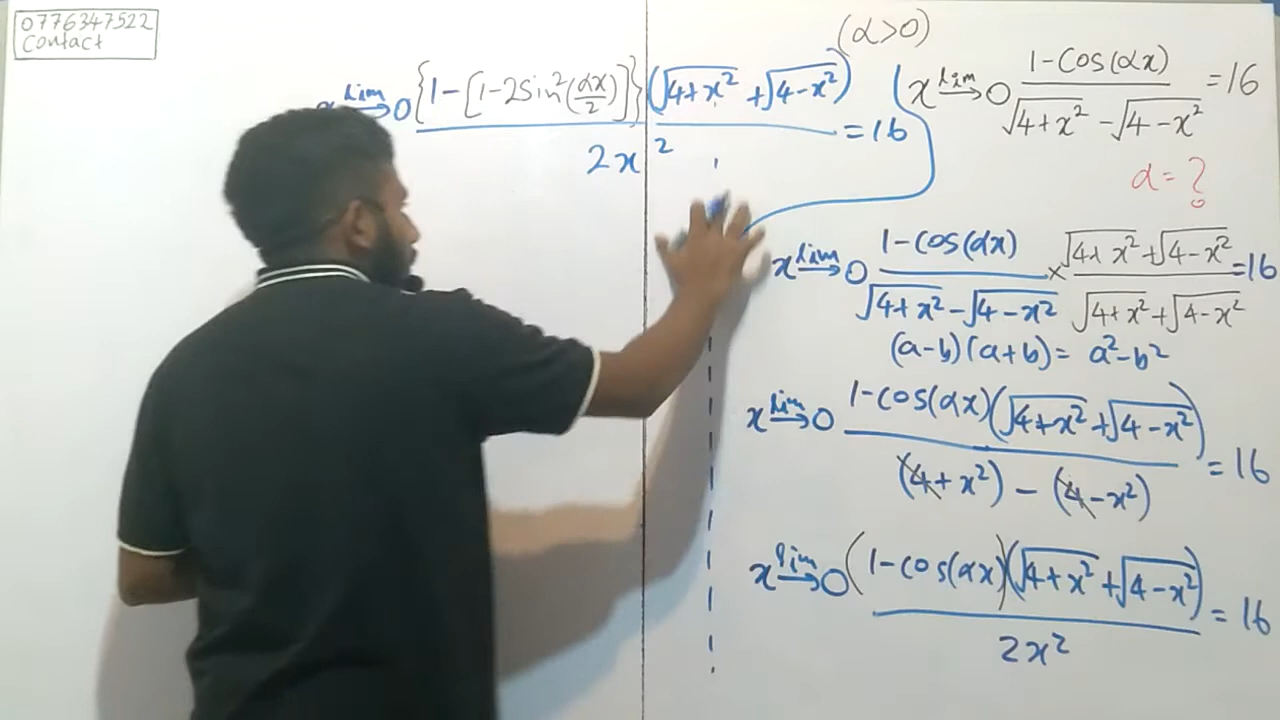 0776347522
Contact
(α>0)
lim x→0 (1-Cos(αx))/(√(4+x²) -√(4-x²)) =16
α= ?
lim x→0 ({1-[1-2Sin²(αx/2)]}(√(4+x²) +√(4-x²)))/(2x²) =16
lim x→0 (1-Cos(αx))/(√(4+x²)-√(4-x²)) × (√(4+x²)+√(4-x²))/(√(4+x²)+√(4-x²)) =16
(a-b)(a+b)= a²-b²
lim x→0 (1-cos(αx)(√(4+x²)+√(4-x²)))/((4+x²) - (4-x²)) = 16
lim x→0 ((1-cos(αx))(√(4+x²)+√(4-x²)))/(2x²) = 16